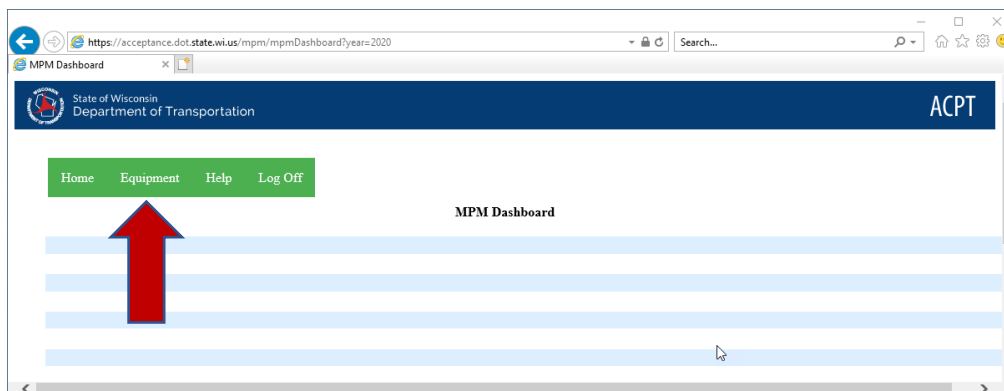 https://acceptance.dot.state.wi.us/mpm/mpmDashboard?year=2020
Search...
MPM Dashboard
State of Wisconsin
Department of Transportation
ACPT
Home Equipment Help Log Off
MPM Dashboard